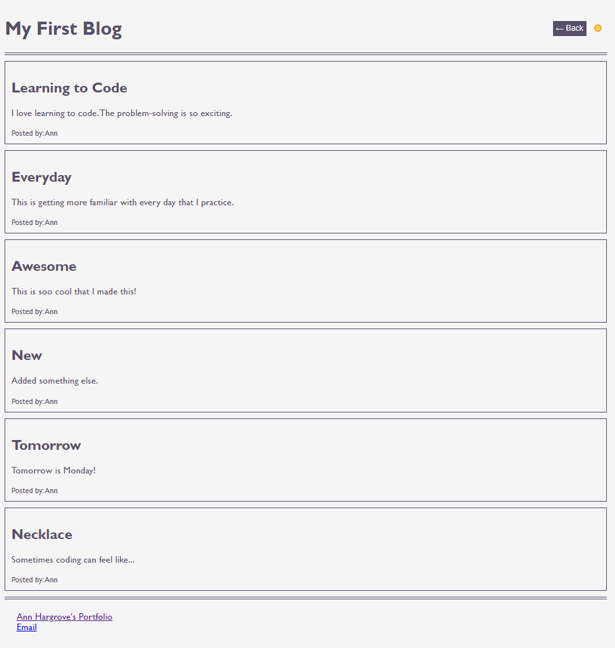 My First Blog
← Back
Learning to Code
I love learning to code.The problem-solving is so exciting.
Posted by:Ann
Everyday
This is getting more familiar with every day that I practice.
Posted by:Ann
Awesome
This is soo cool that I made this!
Posted by:Ann
New
Added something else.
Posted by:Ann
Tomorrow
Tomorrow is Monday!
Posted by:Ann
Necklace
Sometimes coding can feel like...
Posted by:Ann
Ann Hargrove's Portfolio
Email